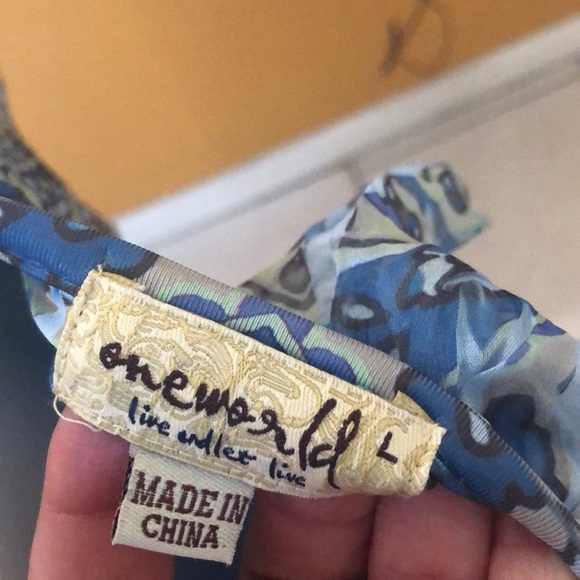 oneworld
live and let live
L
MADE IN
CHINA